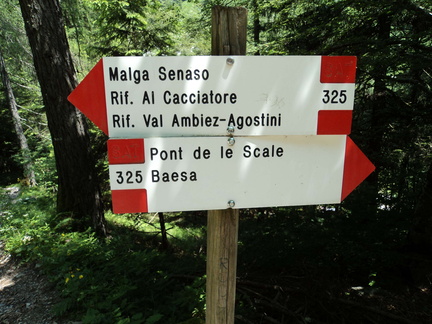 Malga Senaso
Rif. Al Cacciatore 325
Rif. Val Ambiez-Agostini
Pont de le Scale
325 Baesa